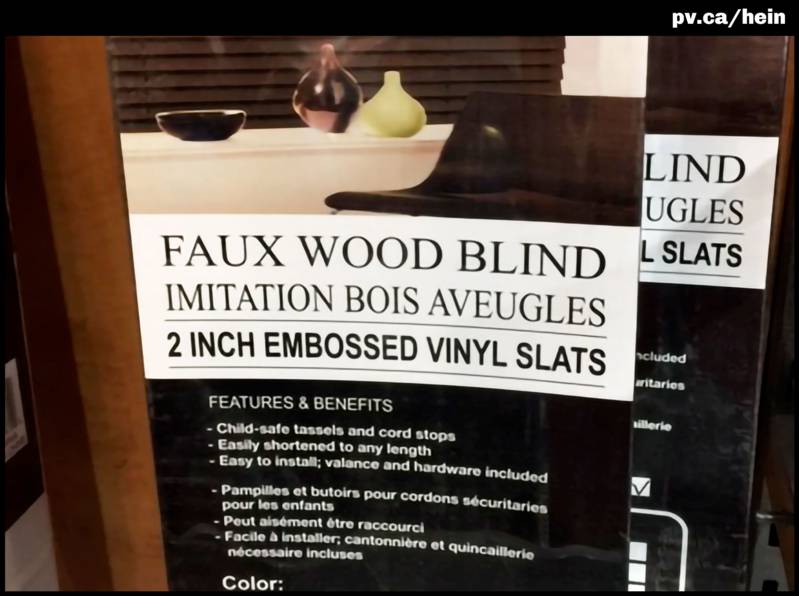 pv.ca/hein
FAUX WOOD BLIND
IMITATION BOIS AVEUGLES
2 INCH EMBOSSED VINYL SLATS
FEATURES & BENEFITS
- Child-safe tassels and cord stops
- Easily shortened to any length
- Easy to install; valance and hardware included
- Pampilles et butoirs pour cordons sécuritaries
pour les enfants
- Peut aisément être raccourci
- Facile à installer; cantonnière et quincaillerie
nécessaire incluses
Color:
LIND
UGLES
L SLATS
ncluded
uritaries
aillerie